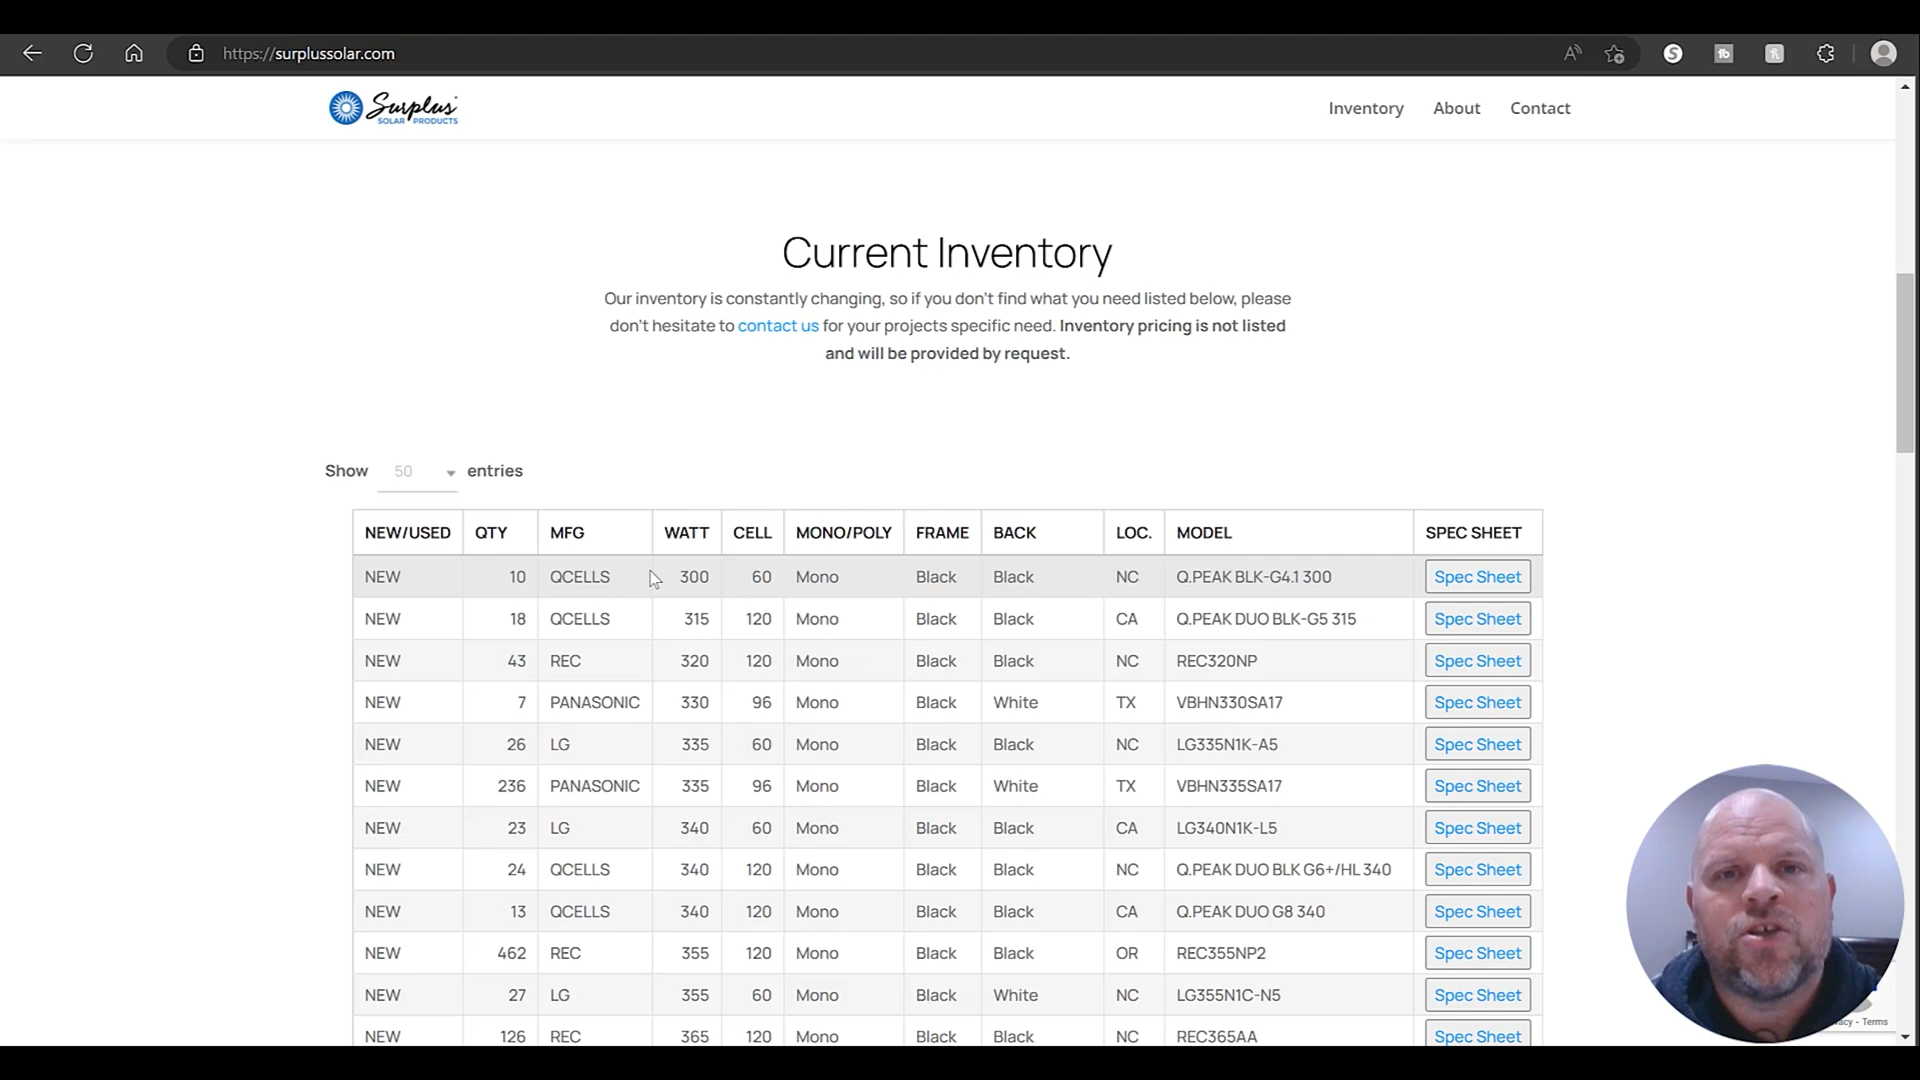 https://surplussolar.com
Surplus
SOLAR PRODUCTS
Inventory About Contact
Current Inventory
Our inventory is constantly changing, so if you don't find what you need listed below, please
don't hesitate to contact us for your projects specific need. Inventory pricing is not listed
and will be provided by request.
Show 50 entries
NEW/USED QTY MFG WATT CELL MONO/POLY FRAME BACK LOC. MODEL SPEC SHEET
NEW 10 QCELLS 300 60 Mono Black Black NC Q.PEAK BLK-G4.1 300 Spec Sheet
NEW 18 QCELLS 315 120 Mono Black Black CA Q.PEAK DUO BLK-G5 315 Spec Sheet
NEW 43 REC 320 120 Mono Black Black NC REC320NP Spec Sheet
NEW 7 PANASONIC 330 96 Mono Black White TX VBHN330SA17 Spec Sheet
NEW 26 LG 335 60 Mono Black Black NC LG335N1K-A5 Spec Sheet
NEW 236 PANASONIC 335 96 Mono Black White TX VBHN335SA17 Spec Sheet
NEW 23 LG 340 60 Mono Black Black CA LG340N1K-L5 Spec Sheet
NEW 24 QCELLS 340 120 Mono Black Black NC Q.PEAK DUO BLK G6+/HL 340 Spec Sheet
NEW 13 QCELLS 340 120 Mono Black Black CA Q.PEAK DUO G8 340 Spec Sheet
NEW 462 REC 355 120 Mono Black Black OR REC355NP2 Spec Sheet
NEW 27 LG 355 60 Mono Black White NC LG355N1C-N5 Spec Sheet
NEW 126 REC 365 120 Mono Black Black NC REC365AA Spec Sheet
- Terms